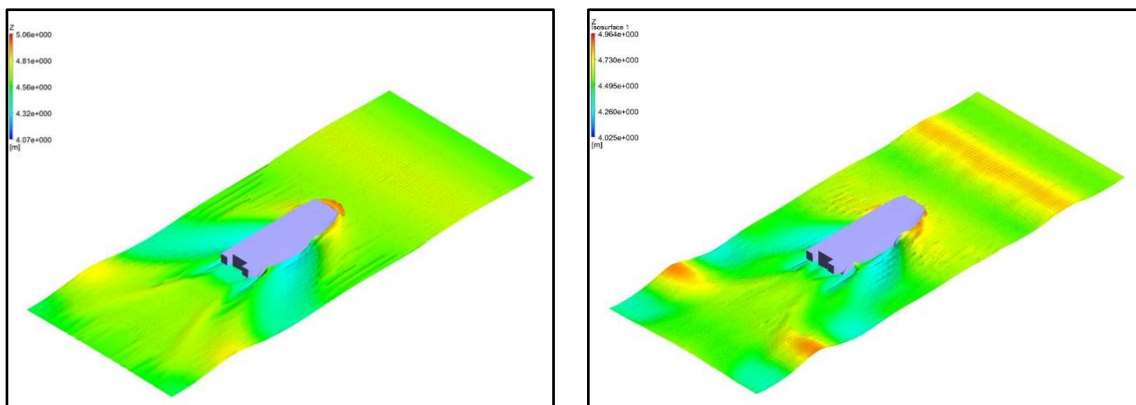 Z
5.06e+000
4.81e+000
4.56e+000
4.32e+000
4.07e+000
[m]
Z
Isosurface 1
4.964e+000
4.730e+000
4.495e+000
4.260e+000
4.025e+000
[m]